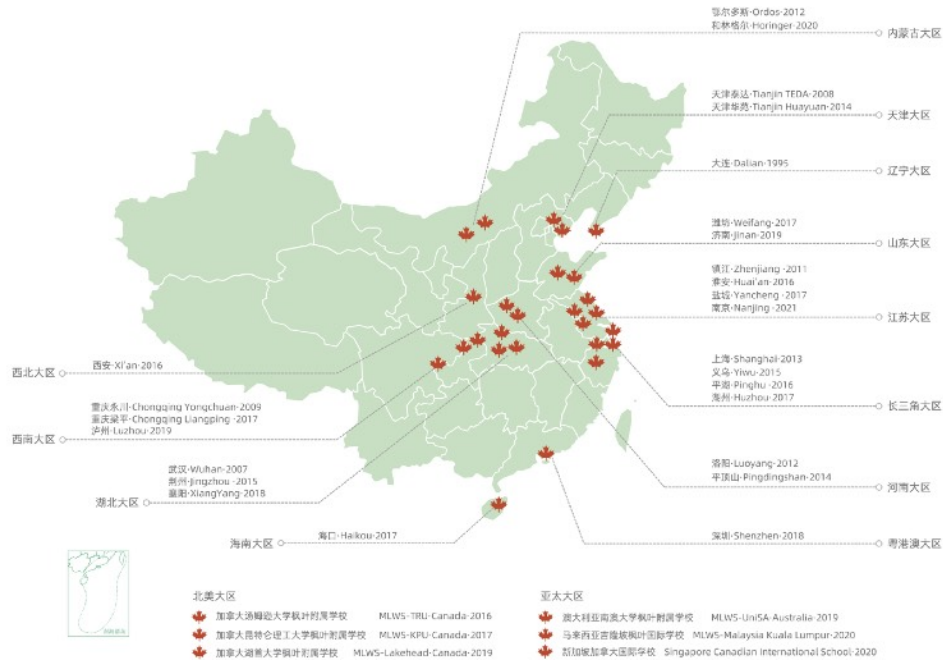 鄂尔多斯·Ordos·2012
和林格尔·Horinger·2020
内蒙古大区
天津泰达·Tianjin TEDA·2008
天津华苑·Tianjin Huayuan·2014
天津大区
大连·Dalian·1995
辽宁大区
潍坊·Weifang·2017
济南·Jinan·2019
山东大区
镇江·Zhenjiang ·2011
淮安·Huai'an·2016
盐城·Yancheng ·2017
南京·Nanjing ·2021
江苏大区
西安·Xi'an·2016
西北大区
上海·Shanghai·2013
义乌·Yiwu·2015
平湖·Pinghu ·2016
湖州·Huzhou·2017
长三角大区
重庆永川·Chongqing Yongchuan·2009
重庆梁平·Chongqing Liangping ·2017
泸州·Luzhou·2019
西南大区
武汉·Wuhan·2007
荆州·Jingzhou ·2015
襄阳·XiangYang·2018
湖北大区
洛阳·Luoyang·2012
平顶山·Pingdingshan·2014
河南大区
海口·Haikou·2017
海南大区
深圳·Shenzhen·2018
粤港澳大区
北美大区
加拿大汤姆逊大学枫叶附属学校 MLWS-TRU-Canada-2016
加拿大昆特仑理工大学枫叶附属学校 MLWS-KPU-Canada-2017
加拿大湖首大学枫叶附属学校 MLWS-Lakehead-Canada-2019
亚太大区
澳大利亚南澳大学枫叶附属学校 MLWS-UniSA-Australia-2019
马来西亚吉隆坡枫叶国际学校 MLWS-Malaysia Kuala Lumpur-2020
新加坡加拿大国际学校 Singapore Canadian International School-2020